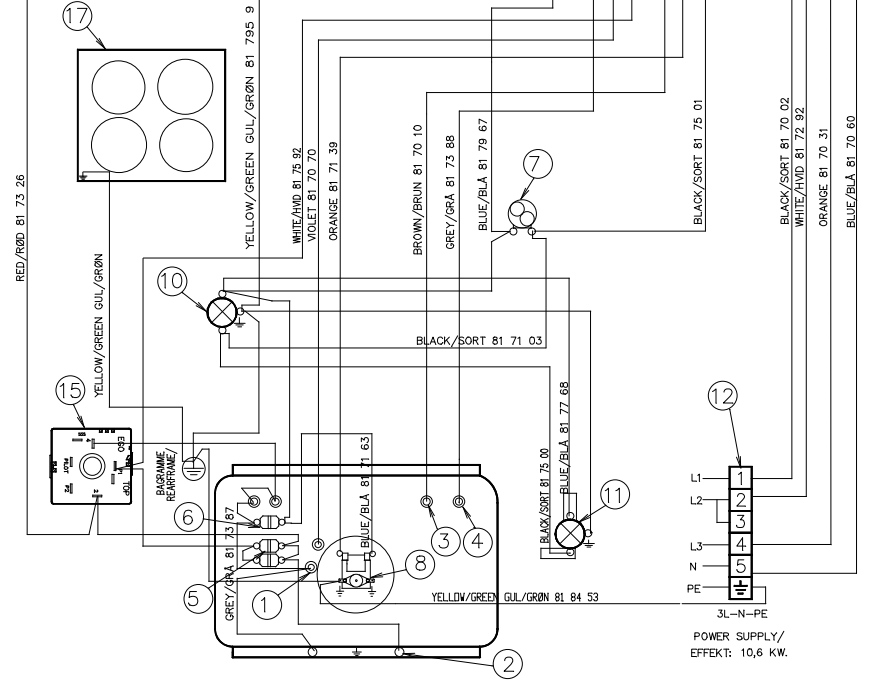 17
YELLOW/GREEN GUL/GRØN 81 795 9
WHITE/HVID 81 75 92
VIOLET 81 70 70
ORANGE 81 71 39
BROWN/BRUN 81 70 10
GREY/GRÅ 81 73 88
BLUE/BLÅ 81 79 67
7
BLACK/SORT 81 75 01
BLACK/SORT 81 70 02
WHITE/HVID 81 72 92
ORANGE 81 70 31
BLUE/BLÅ 81 70 60
RED/RØD 81 73 26
YELLOW/GREEN GUL/GRØN
10
BLACK/SORT 81 71 03
15
EGO
PILOT
P2
TOP
BAGRAMME/
REARFRAME/
BLUE/BLÅ 81 71 63
BLACK/SORT 81 75 00
BLUE/BLÅ 81 77 68
12
L1
1
L2
2
3
L3
4
N
5
PE
3L-N-PE
POWER SUPPLY/
EFFEKT: 10,6 KW.
6
3
4
11
GREY/GRÅ 81 73 87
8
5
1
YELLOW/GREEN GUL/GRØN 81 84 53
2